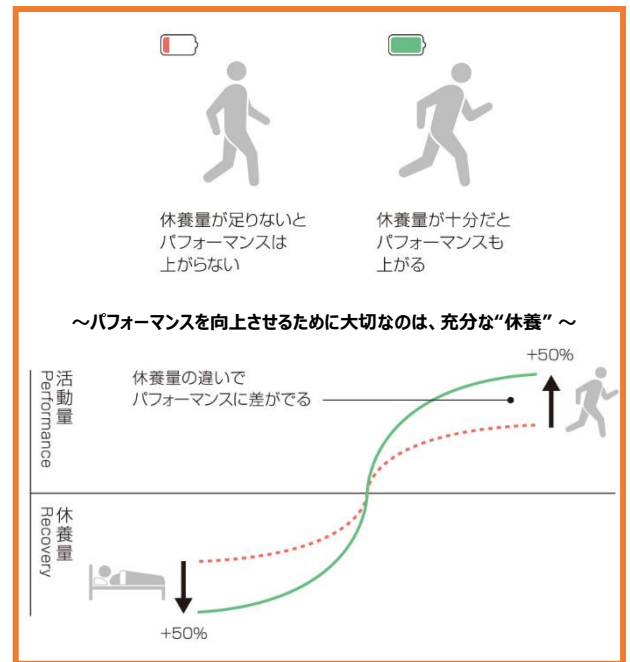 休養量が足りないと
パフォーマンスは
上がらない
休養量が十分だと
パフォーマンスも
上がる
～パフォーマンスを向上させるために大切なのは、充分な“休養” ～
+50%
活動量
Performance
休養量の違いで
パフォーマンスに差がでる
休養量
Recovery
+50%